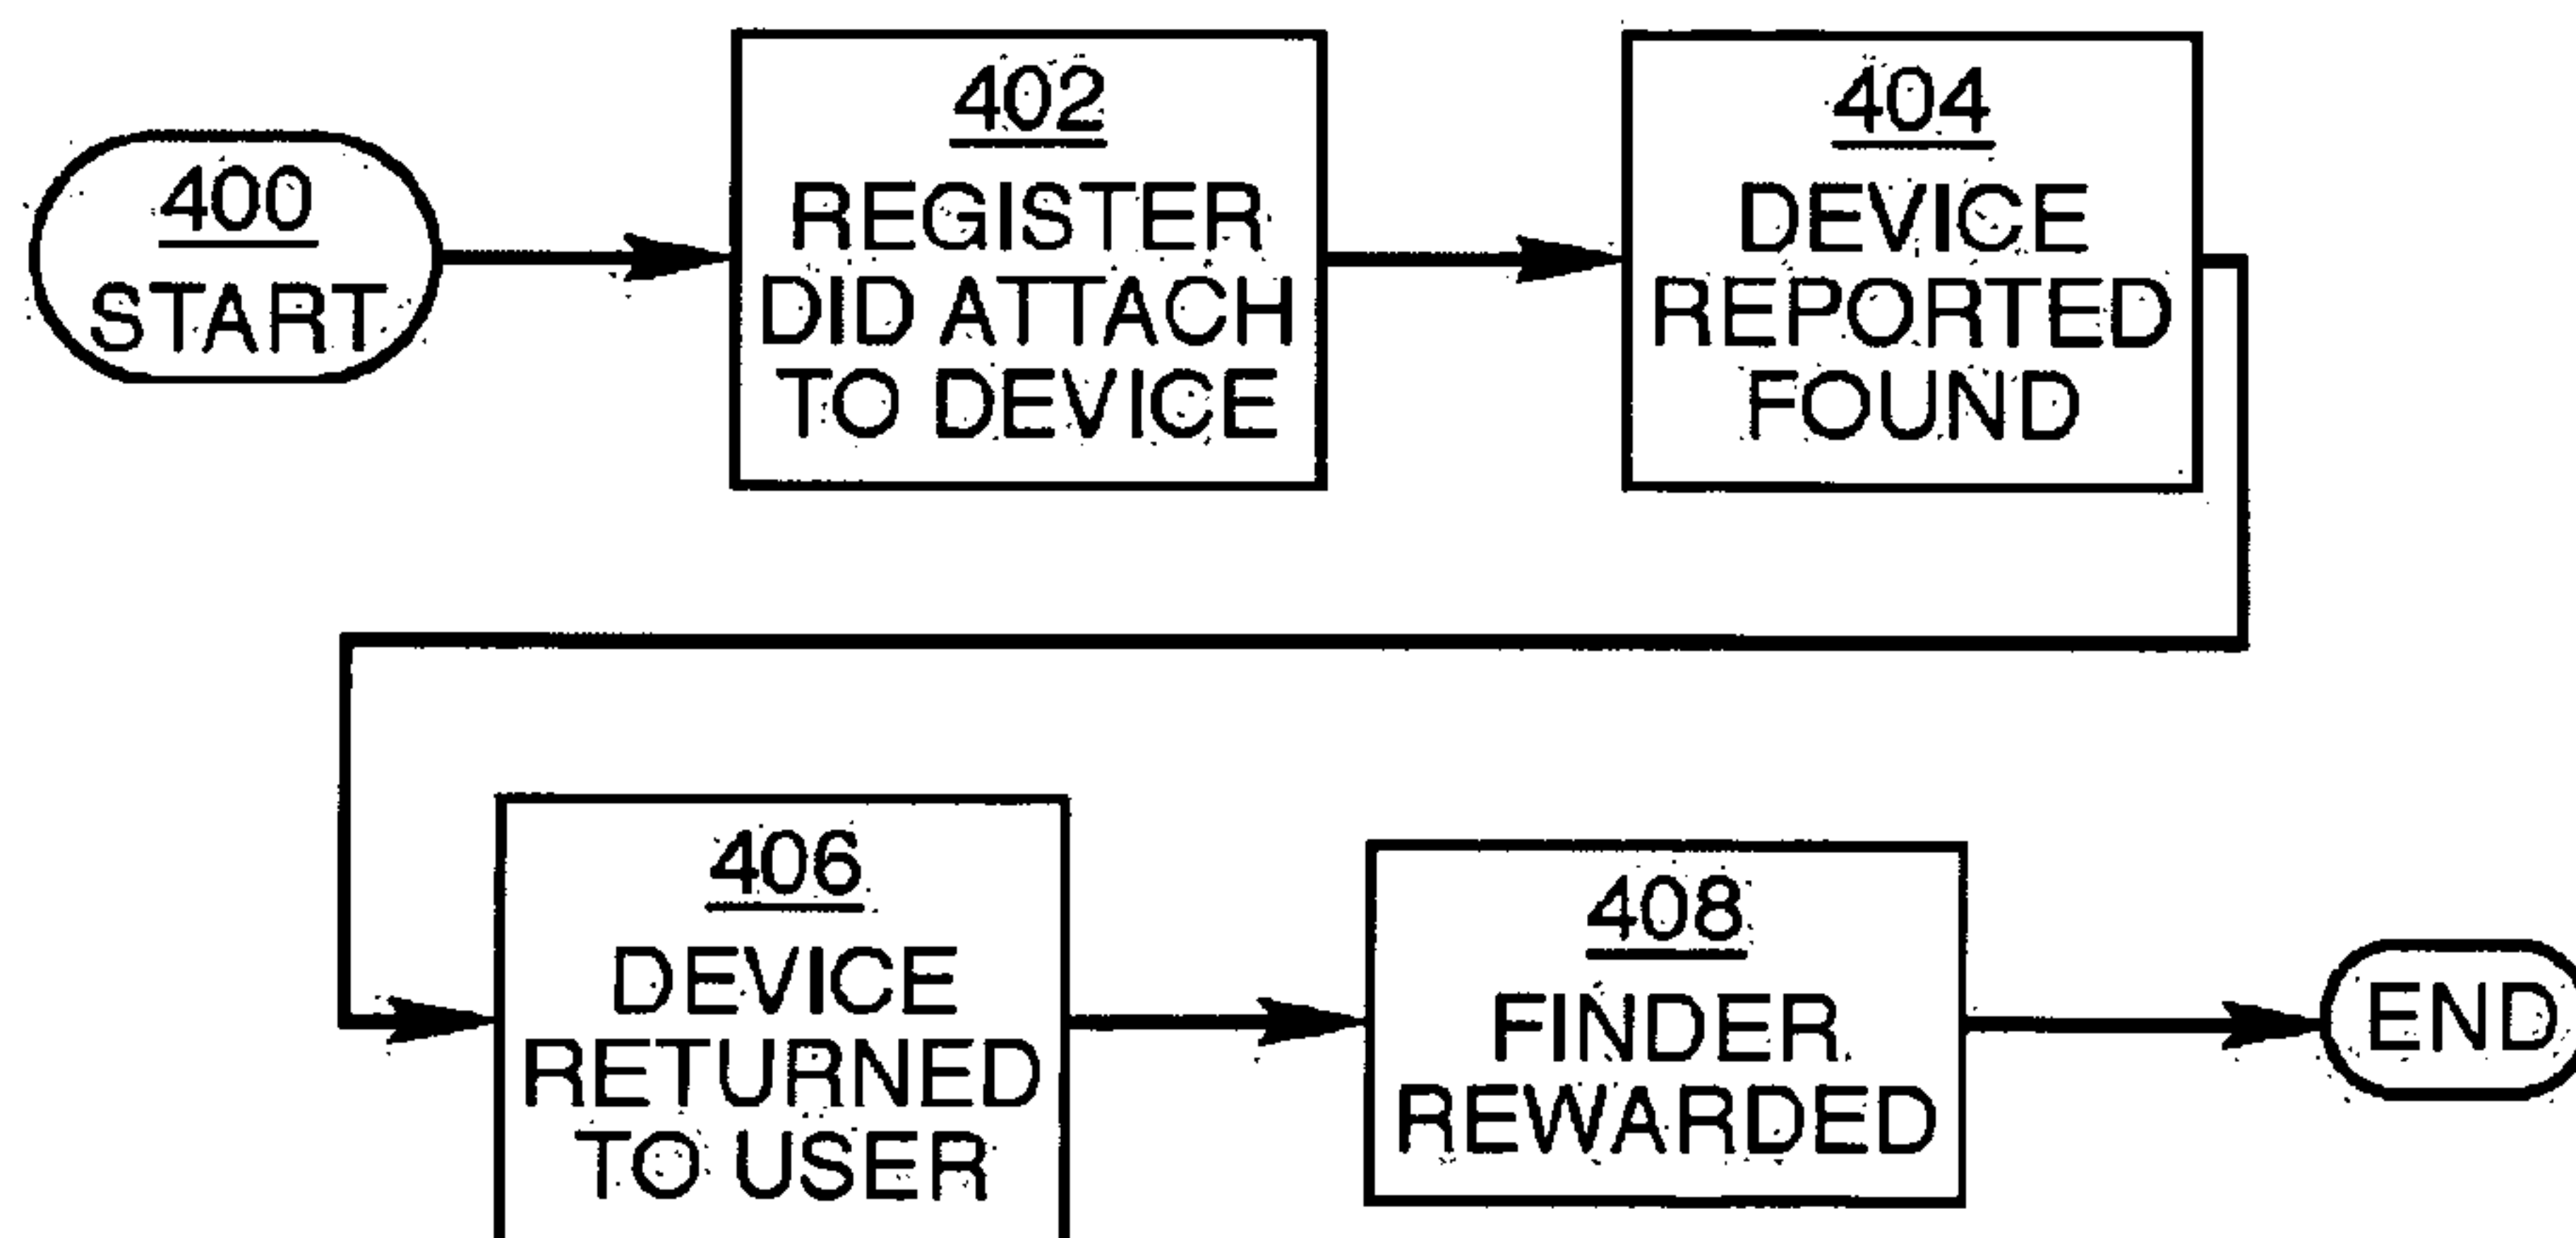 400
START
402
REGISTER
DID ATTACH
TO DEVICE
404
DEVICE
REPORTED
FOUND
406
DEVICE
RETURNED
TO USER
408
FINDER
REWARDED
END